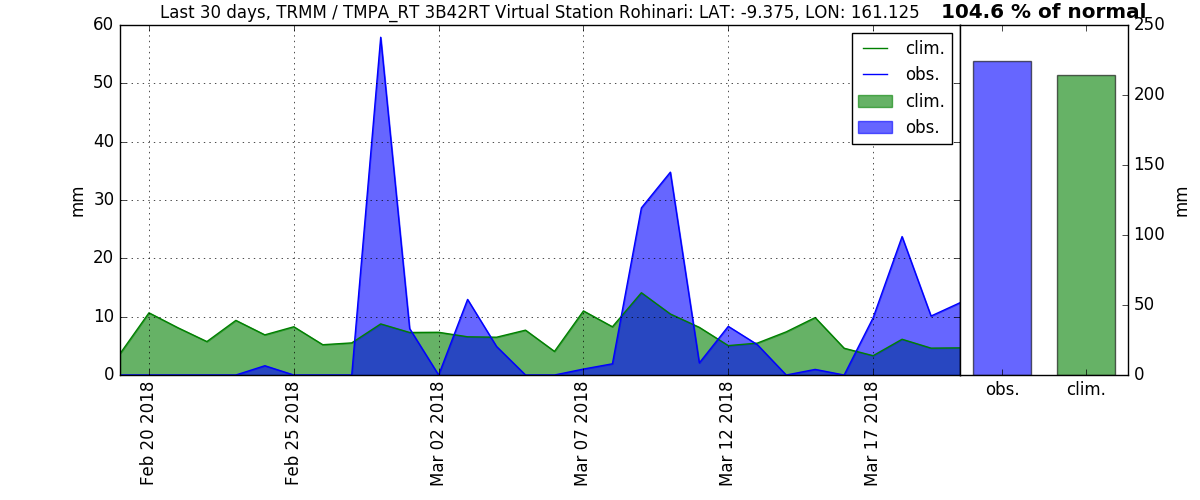 Last 30 days, TRMM / TMPA_RT 3B42RT Virtual Station Rohinari: LAT: -9.375, LON: 161.125
104.6 % of normal
60
50
40
30
20
10
0
mm
clim.
obs.
clim.
obs.
Feb 20 2018
Feb 25 2018
Mar 02 2018
Mar 07 2018
Mar 12 2018
Mar 17 2018
250
200
150
100
50
0
mm
obs.
clim.